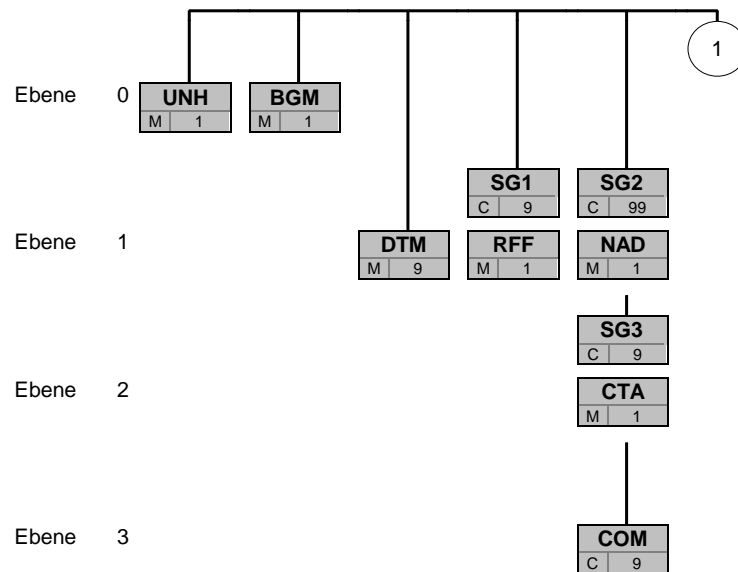 1
Ebene 0 UNH BGM
M 1 M 1
SG1 SG2
C 9 C 99
Ebene 1 DTM RFF NAD
M 9 M 1 M 1
SG3
C 9
Ebene 2 CTA
M 1
Ebene 3 COM
C 9